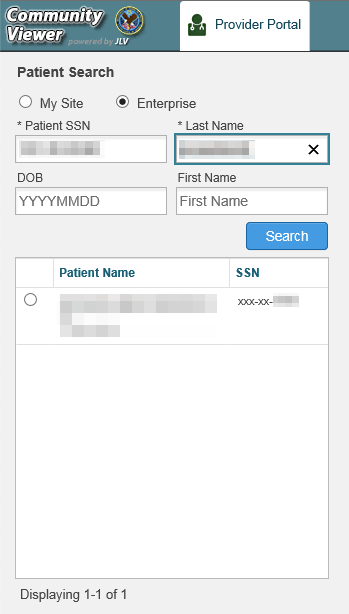 Community
Viewer
powered by JLV
Provider Portal
Patient Search
My Site Enterprise
* Patient SSN * Last Name
✕
DOB First Name
YYYYMMDD First Name
Search
Patient Name SSN
xxx-xx-
Displaying 1-1 of 1